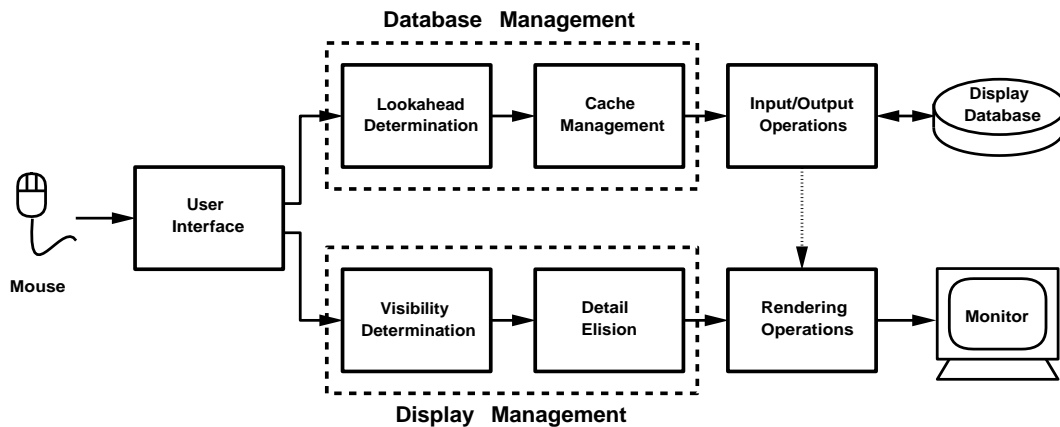 Database Management
Lookahead
Determination
Cache
Management
Input/Output
Operations
Display
Database
User
Interface
Mouse
Visibility
Determination
Detail
Elision
Rendering
Operations
Monitor
Display Management